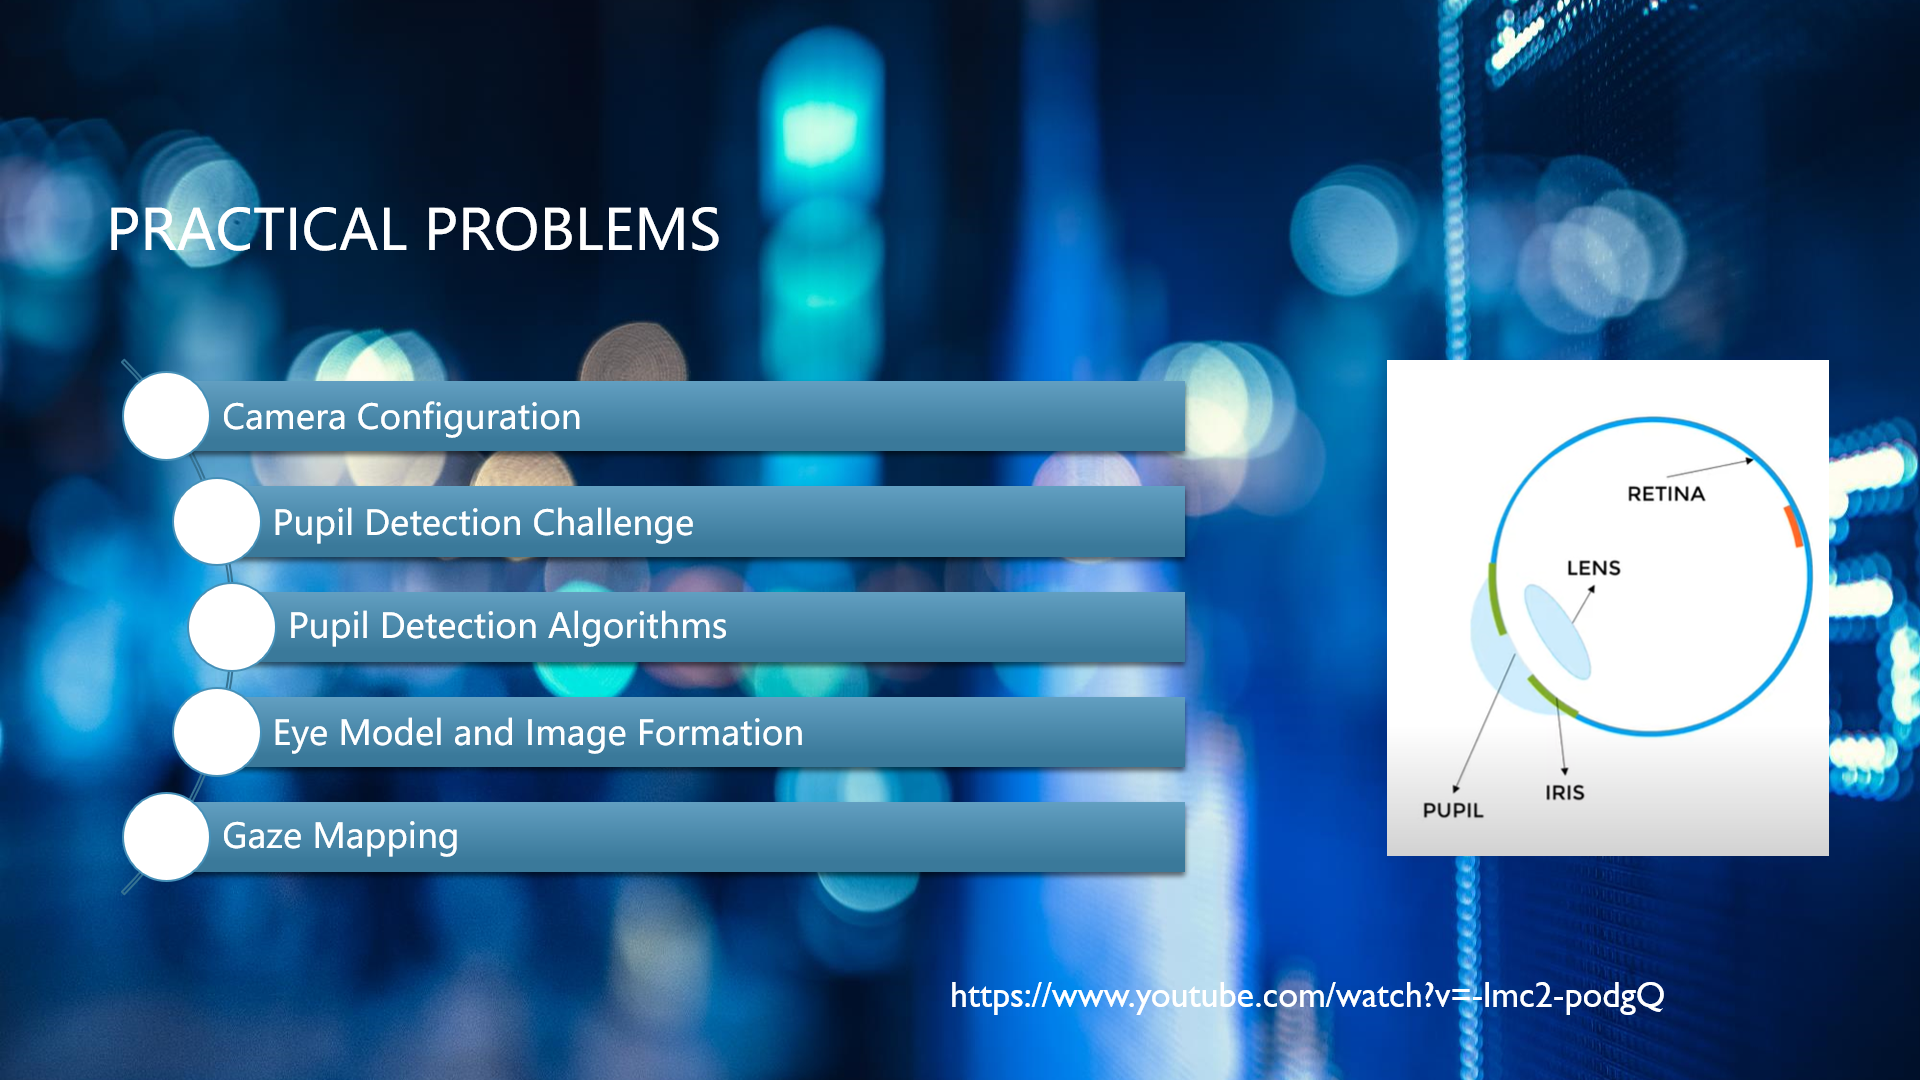 PRACTICAL PROBLEMS
Camera Configuration
Pupil Detection Challenge
Pupil Detection Algorithms
Eye Model and Image Formation
Gaze Mapping
RETINA
LENS
IRIS
PUPIL
https://www.youtube.com/watch?v=-lmc2-podgQ